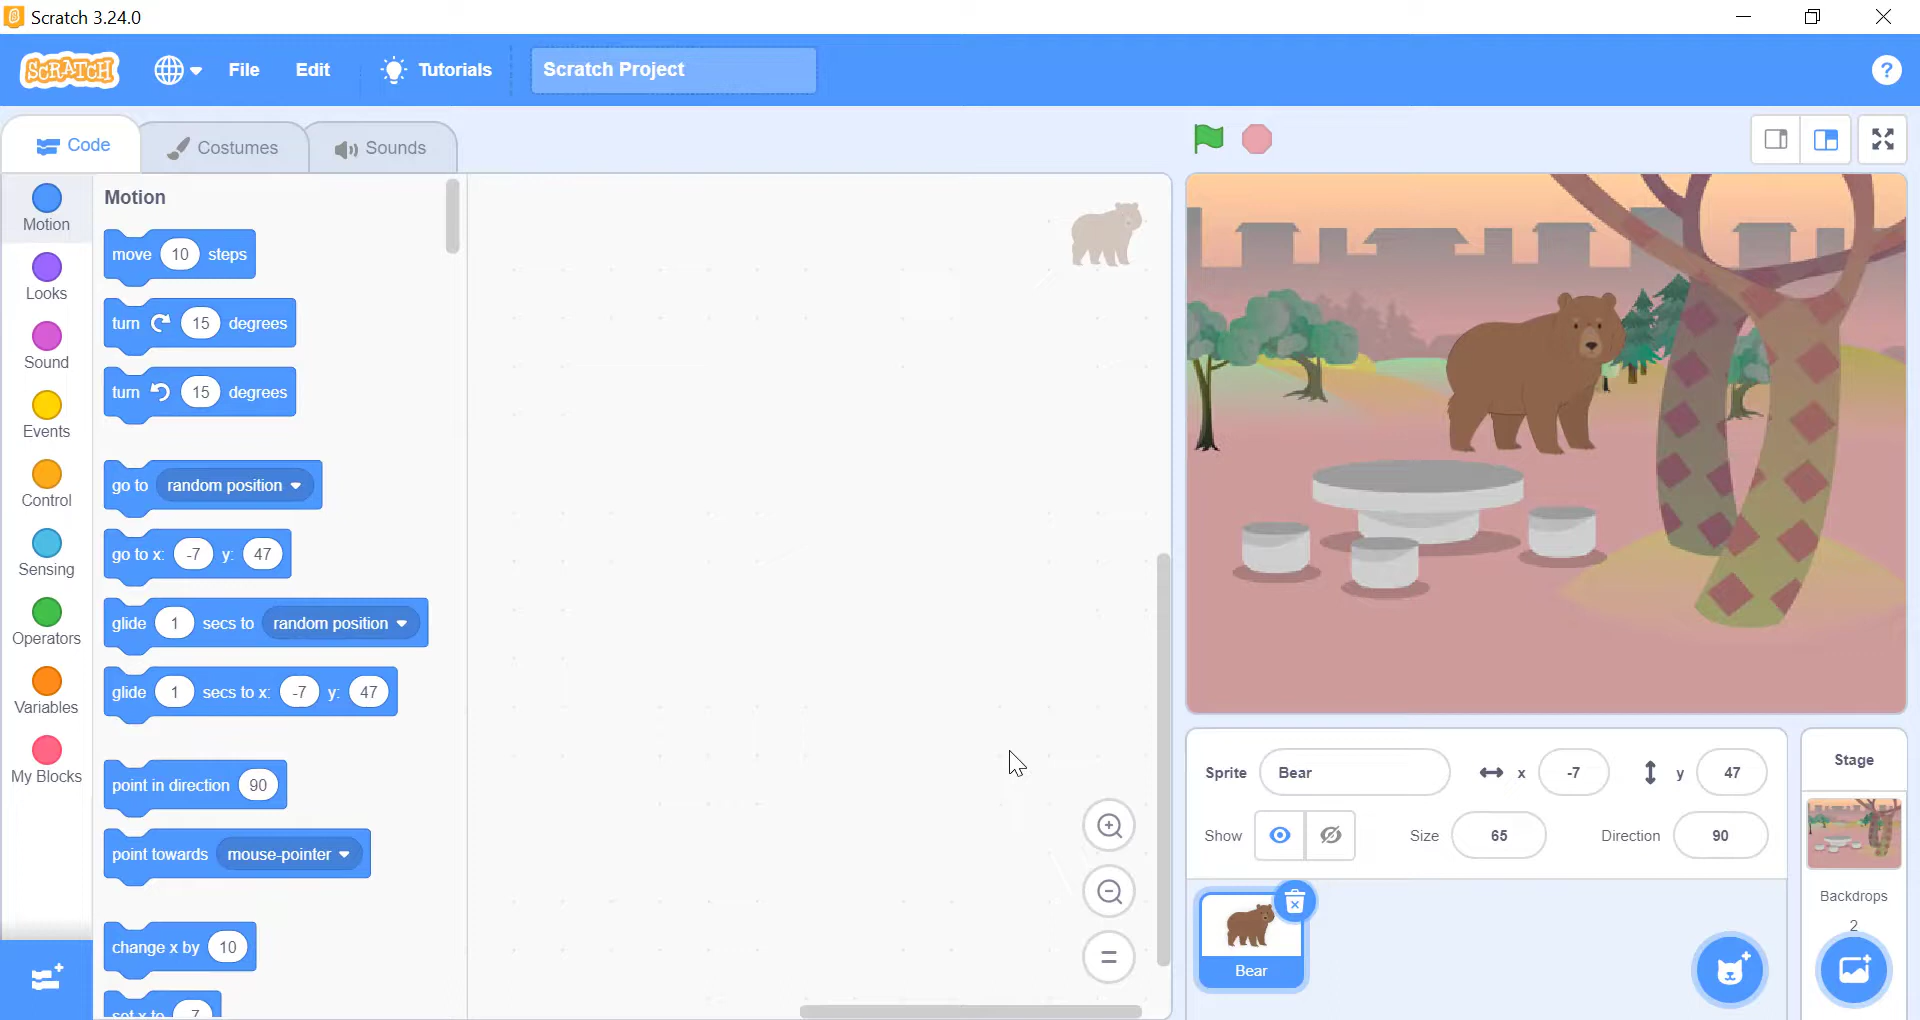 Scratch 3.24.0
SCRATCH
File
Edit
Tutorials
Scratch Project
?
Code
Costumes
Sounds
Motion
Looks
Sound
Events
Control
Sensing
Operators
Variables
My Blocks
Motion
move 10 steps
turn 15 degrees
turn 15 degrees
go to random position
go to x: -7 y: 47
glide 1 secs to random position
glide 1 secs to x: -7 y: 47
point in direction 90
point towards mouse-pointer
change x by 10
set x to -7
Sprite Bear x -7 y 47
Show Size 65 Direction 90
Bear
Stage
Backdrops
2